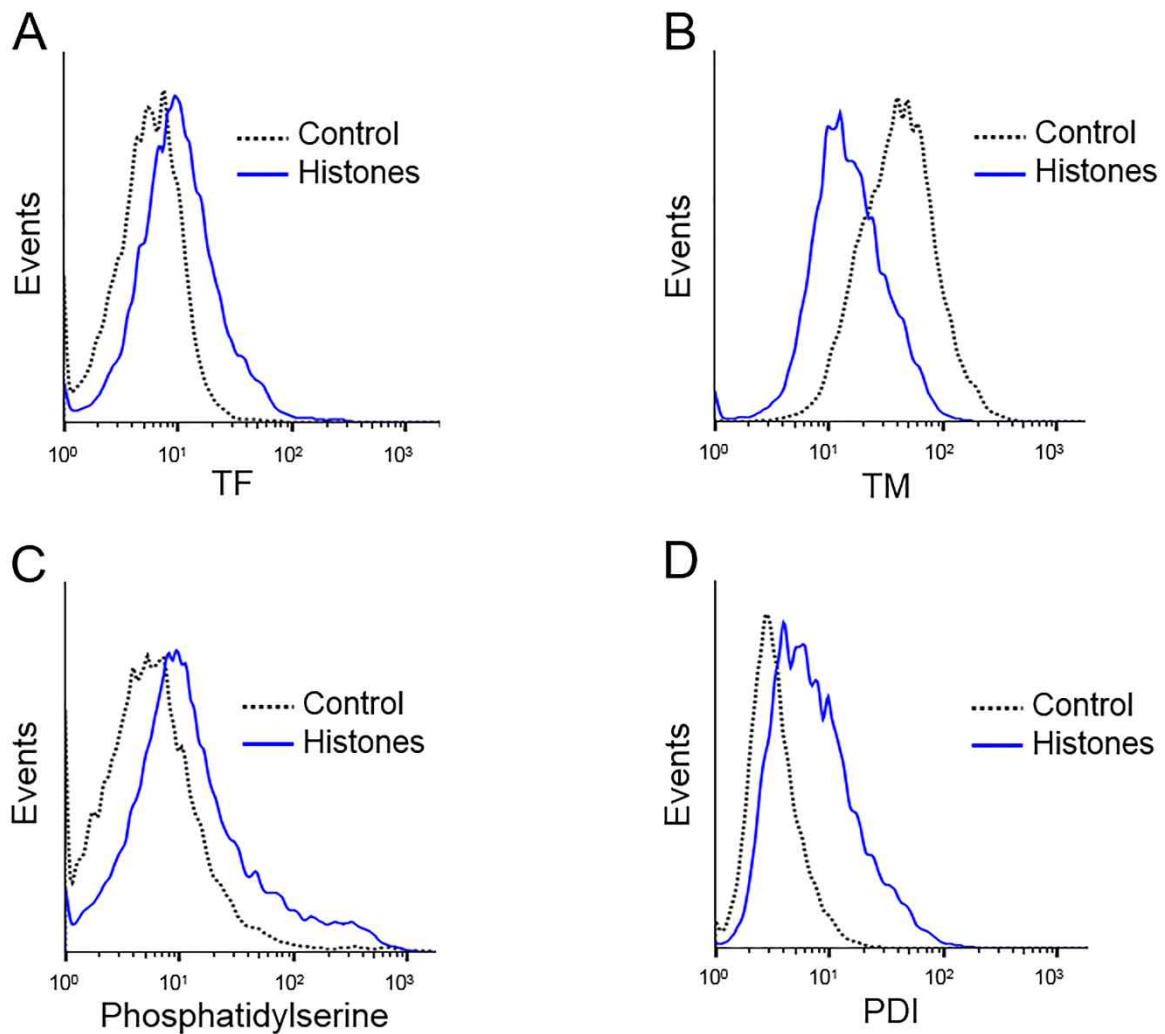 A
Events
Control
Histones
10⁰ 10¹ 10² 10³
TF
B
Events
Control
Histones
10⁰ 10¹ 10² 10³
TM
C
Events
Control
Histones
10⁰ 10¹ 10² 10³
Phosphatidylserine
D
Events
Control
Histones
10⁰ 10¹ 10² 10³
PDI